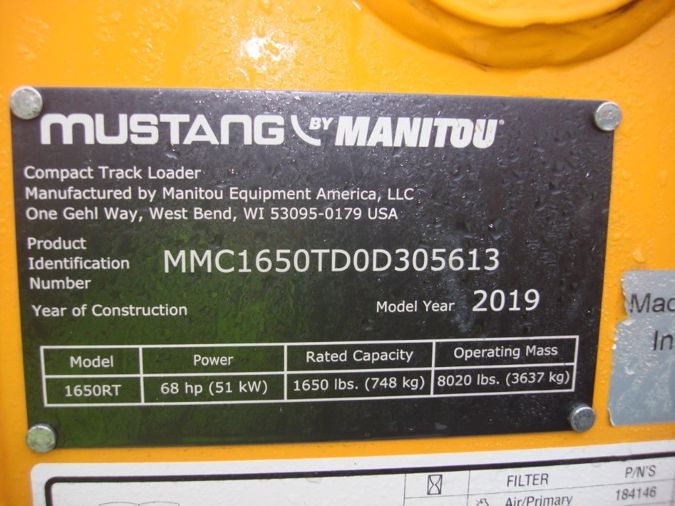 MUSTANG BY MANITOU
Compact Track Loader
Manufactured by Manitou Equipment America, LLC
One Gehl Way, West Bend, WI 53095-0179 USA
Product
Identification MMC1650TD0D305613
Number
Year of Construction Model Year 2019
Model Power Rated Capacity Operating Mass
1650RT 68 hp (51 kW) 1650 lbs. (748 kg) 8020 lbs. (3637 kg)
Mac
In
FILTER P/N'S
Air/Primary 184146